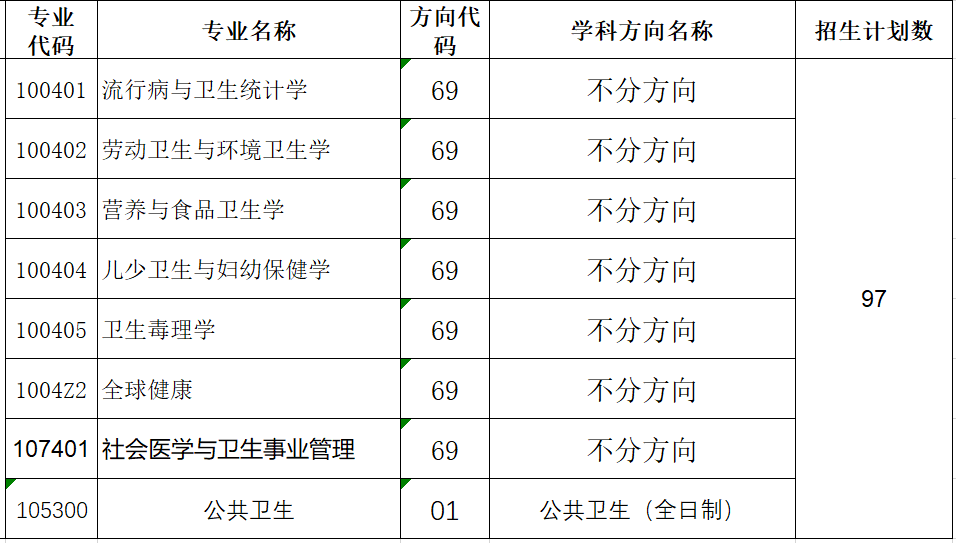 专业代码 专业名称 方向代码 学科方向名称 招生计划数
100401 流行病与卫生统计学 69 不分方向
100402 劳动卫生与环境卫生学 69 不分方向
100403 营养与食品卫生学 69 不分方向
100404 儿少卫生与妇幼保健学 69 不分方向
97
100405 卫生毒理学 69 不分方向
1004Z2 全球健康 69 不分方向
107401 社会医学与卫生事业管理 69 不分方向
105300 公共卫生 01 公共卫生（全日制）